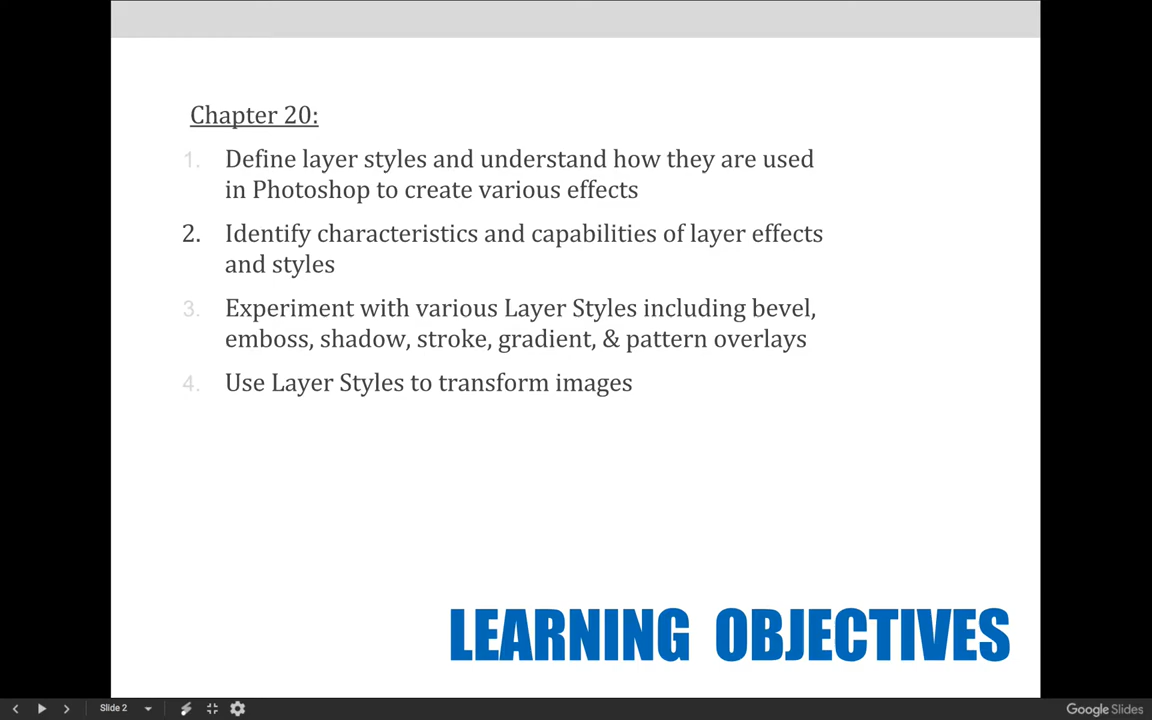 Chapter 20:
1. Define layer styles and understand how they are used
in Photoshop to create various effects
2. Identify characteristics and capabilities of layer effects
and styles
3. Experiment with various Layer Styles including bevel,
emboss, shadow, stroke, gradient, & pattern overlays
4. Use Layer Styles to transform images
LEARNING OBJECTIVES
Slide 2
Google Slides